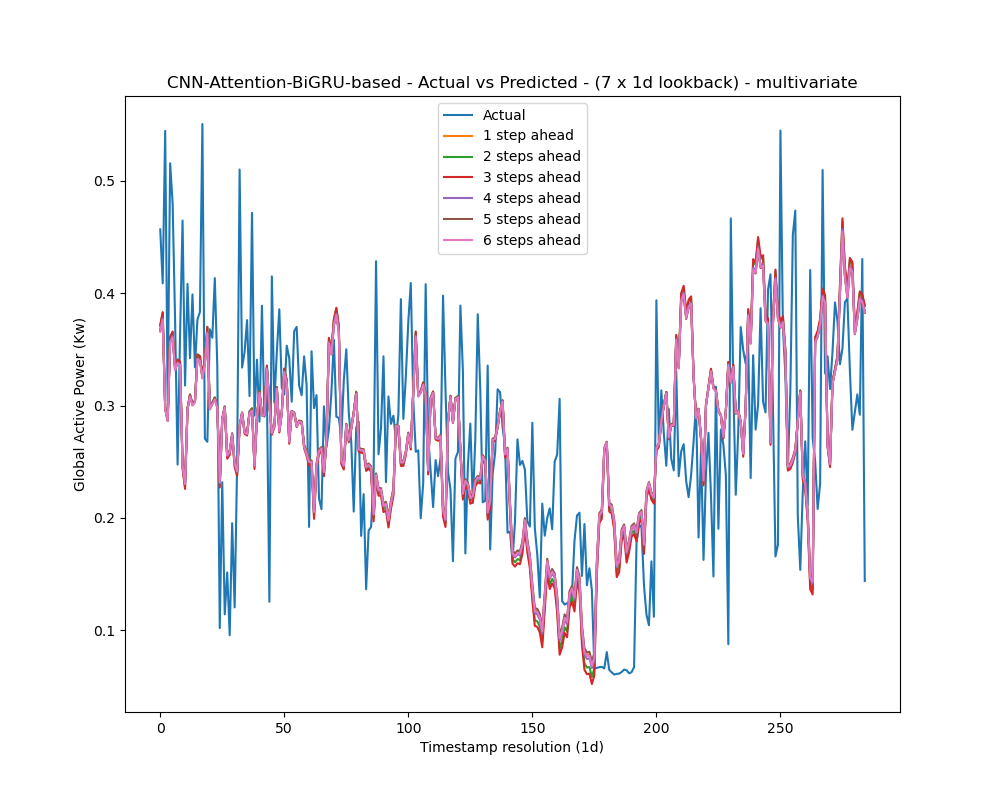 CNN-Attention-BiGRU-based - Actual vs Predicted - (7 x 1d lookback) - multivariate
Actual
1 step ahead
2 steps ahead
3 steps ahead
4 steps ahead
5 steps ahead
6 steps ahead
Global Active Power (Kw)
0.5
0.4
0.3
0.2
0.1
0 50 100 150 200 250
Timestamp resolution (1d)